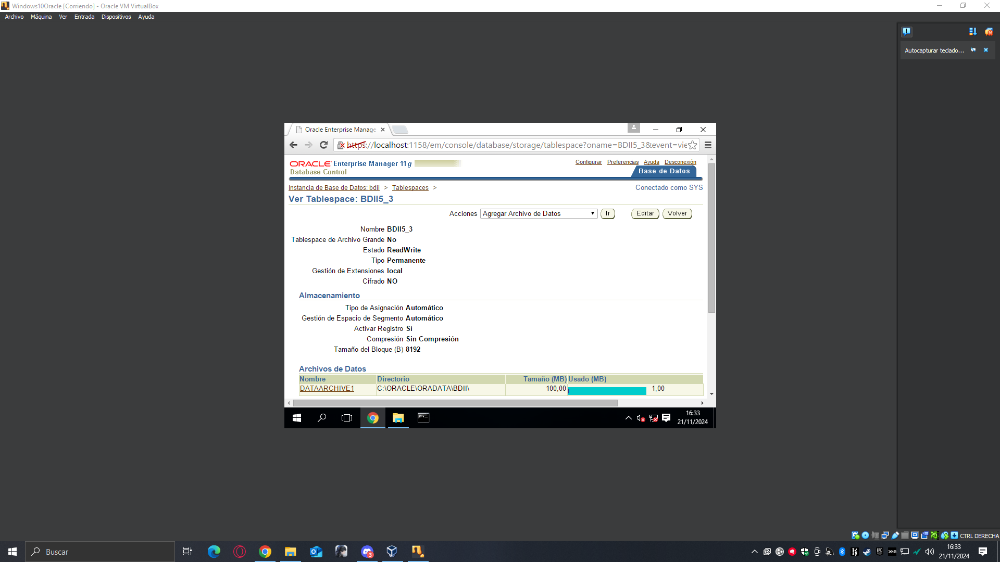 Windows10Oracle [Corriendo] - Oracle VM VirtualBox
Archivo Máquina Ver Entrada Dispositivos Ayuda
Autocapturar teclado...
Oracle Enterprise Manage
https://localhost:1158/em/console/database/storage/tablespace?oname=BDII5_3&event=vie
ORACLE Enterprise Manager 11g
Database Control
Configurar Preferencias Ayuda Desconexión
Base de Datos
Instancia de Base de Datos: bdii > Tablespaces >
Conectado como SYS
Ver Tablespace: BDII5_3
Acciones Agregar Archivo de Datos Ir Editar Volver
Nombre BDII5_3
Tablespace de Archivo Grande No
Estado ReadWrite
Tipo Permanente
Gestión de Extensiones local
Cifrado NO
Almacenamiento
Tipo de Asignación Automático
Gestión de Espacio de Segmento Automático
Activar Registro Sí
Compresión Sin Compresión
Tamaño del Bloque (B) 8192
Archivos de Datos
Nombre Directorio Tamaño (MB) Usado (MB)
DATAARCHIVE1 C:\ORACLE\ORADATA\BDII\ 100,00 1,00
16:33
21/11/2024
CTRL DERECHA
Buscar
3
16:33
21/11/2024